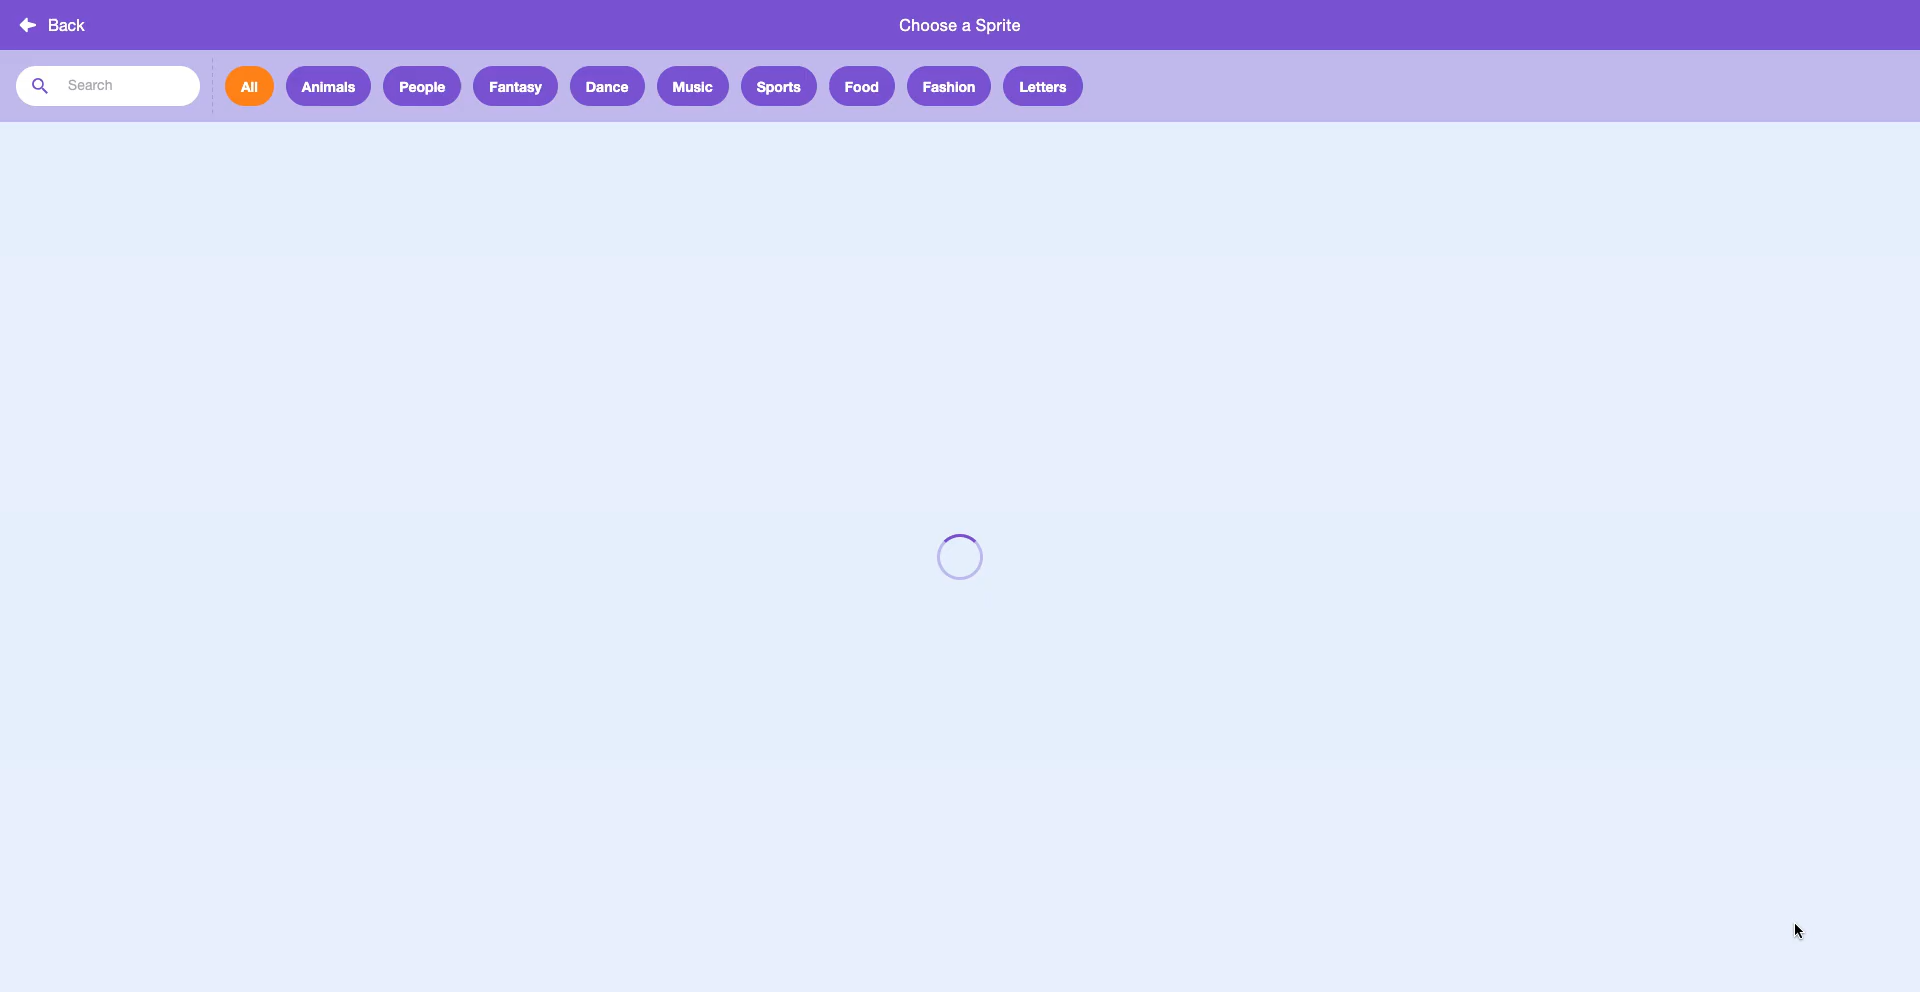 Back
Choose a Sprite
Search
All
Animals
People
Fantasy
Dance
Music
Sports
Food
Fashion
Letters